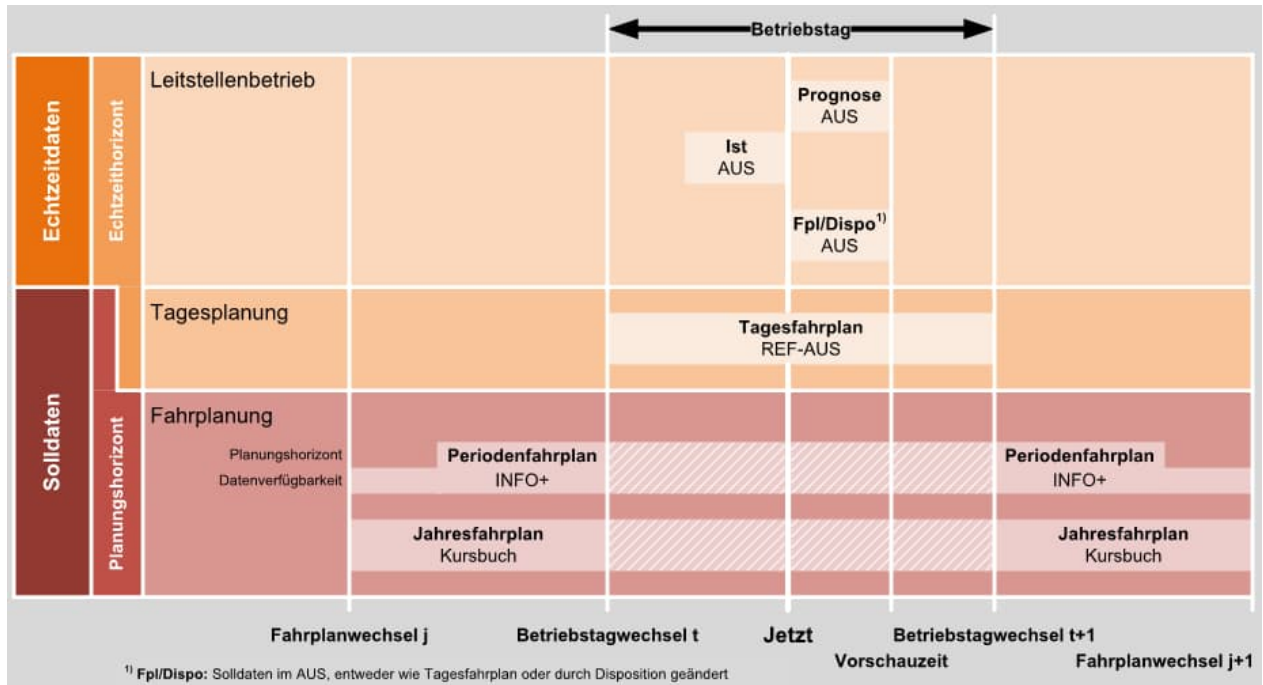 Betriebstag
Echtzeitdaten
Echtzeithorizont
Leitstellenbetrieb
Prognose
AUS
Ist
AUS
Fpl/Dispo1)
AUS
Solldaten
Planungshorizont
Tagesplanung
Tagesfahrplan
REF-AUS
Fahrplanung
Planungshorizont
Datenverfügbarkeit
Periodenfahrplan
INFO+
Periodenfahrplan
INFO+
Jahresfahrplan
Kursbuch
Jahresfahrplan
Kursbuch
Fahrplanwechsel j
Betriebstagwechsel t
Jetzt
Betriebstagwechsel t+1
Vorschauzeit
Fahrplanwechsel j+1
1) Fpl/Dispo: Solldaten im AUS, entweder wie Tagesfahrplan oder durch Disposition geändert